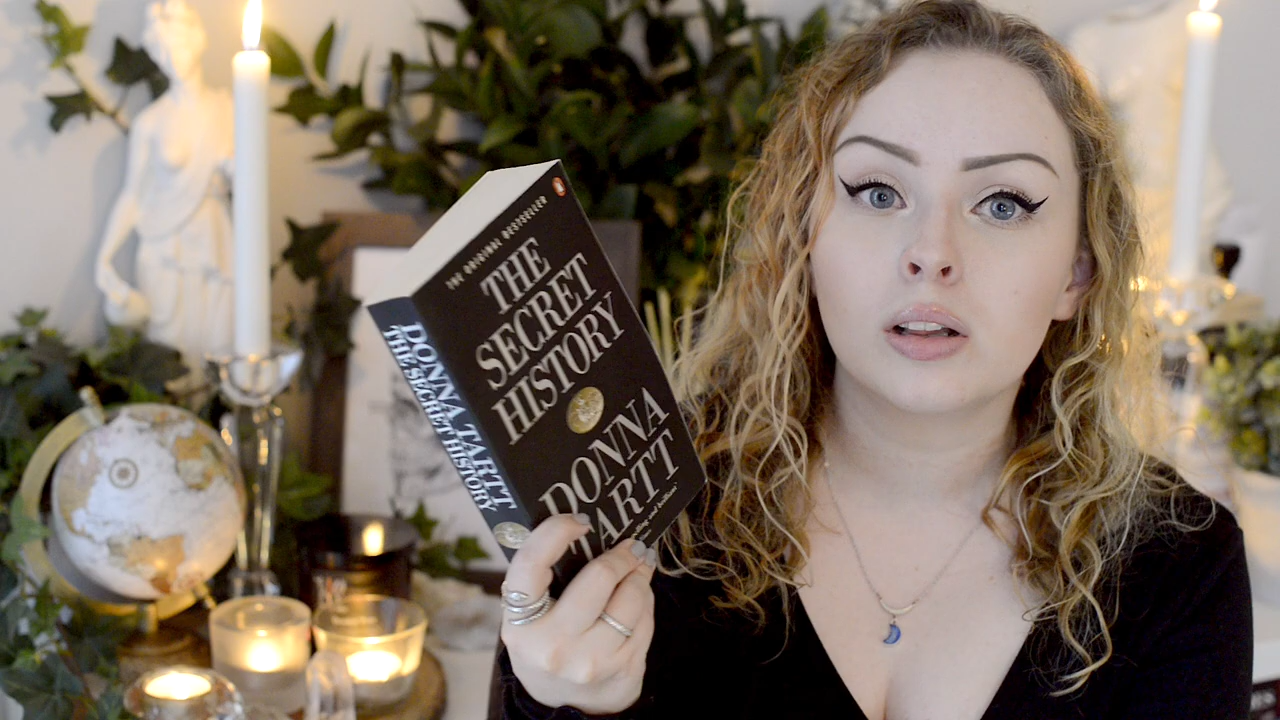 THE ORIGINAL BESTSELLER
THE
SECRET
HISTORY
DONNA
TARTT
DONNA TARTT
THE SECRET HISTORY